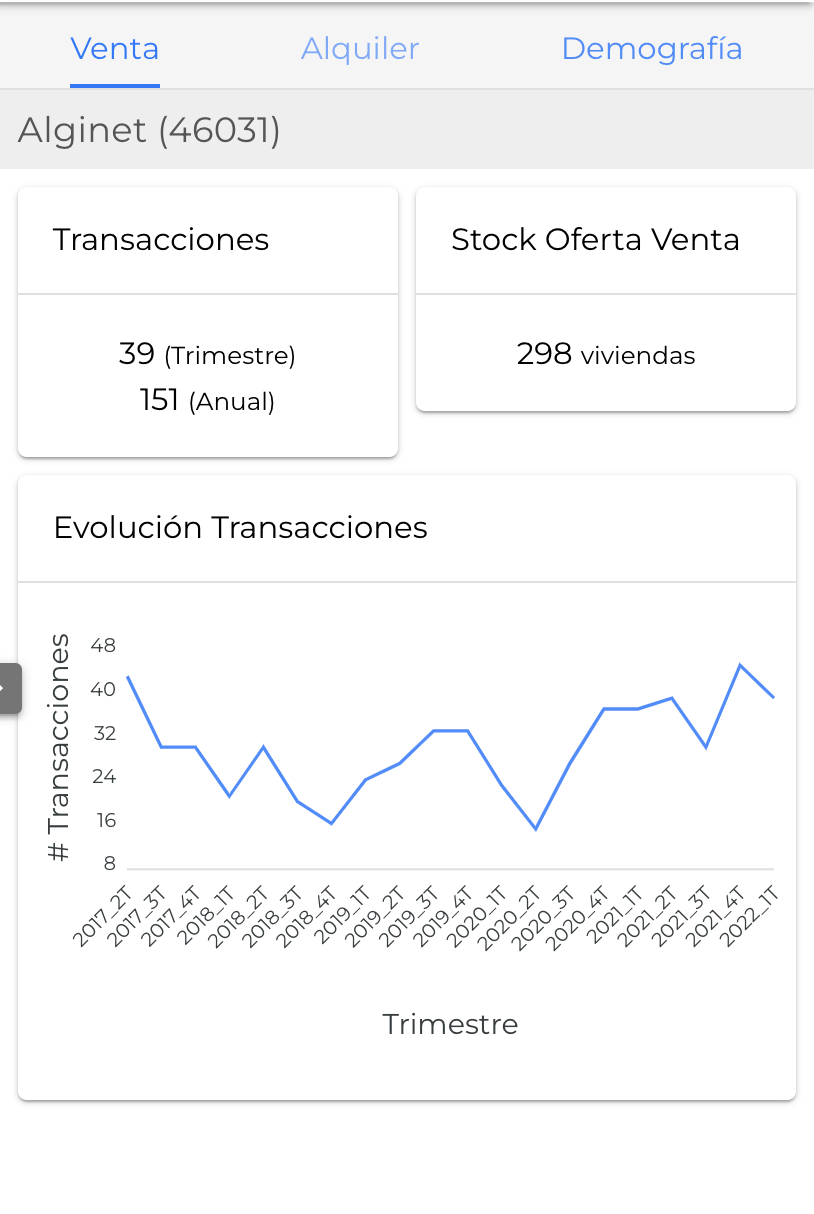 Venta Alquiler Demografía
Alginet (46031)
Transacciones
39 (Trimestre)
151 (Anual)
Stock Oferta Venta
298 viviendas
Evolución Transacciones
# Transacciones
48
40
32
24
16
8
2017_2T
2017_3T
2017_4T
2018_1T
2018_2T
2018_3T
2018_4T
2019_1T
2019_2T
2019_3T
2019_4T
2020_1T
2020_2T
2020_3T
2020_4T
2021_1T
2021_2T
2021_3T
2021_4T
2022_1T
Trimestre